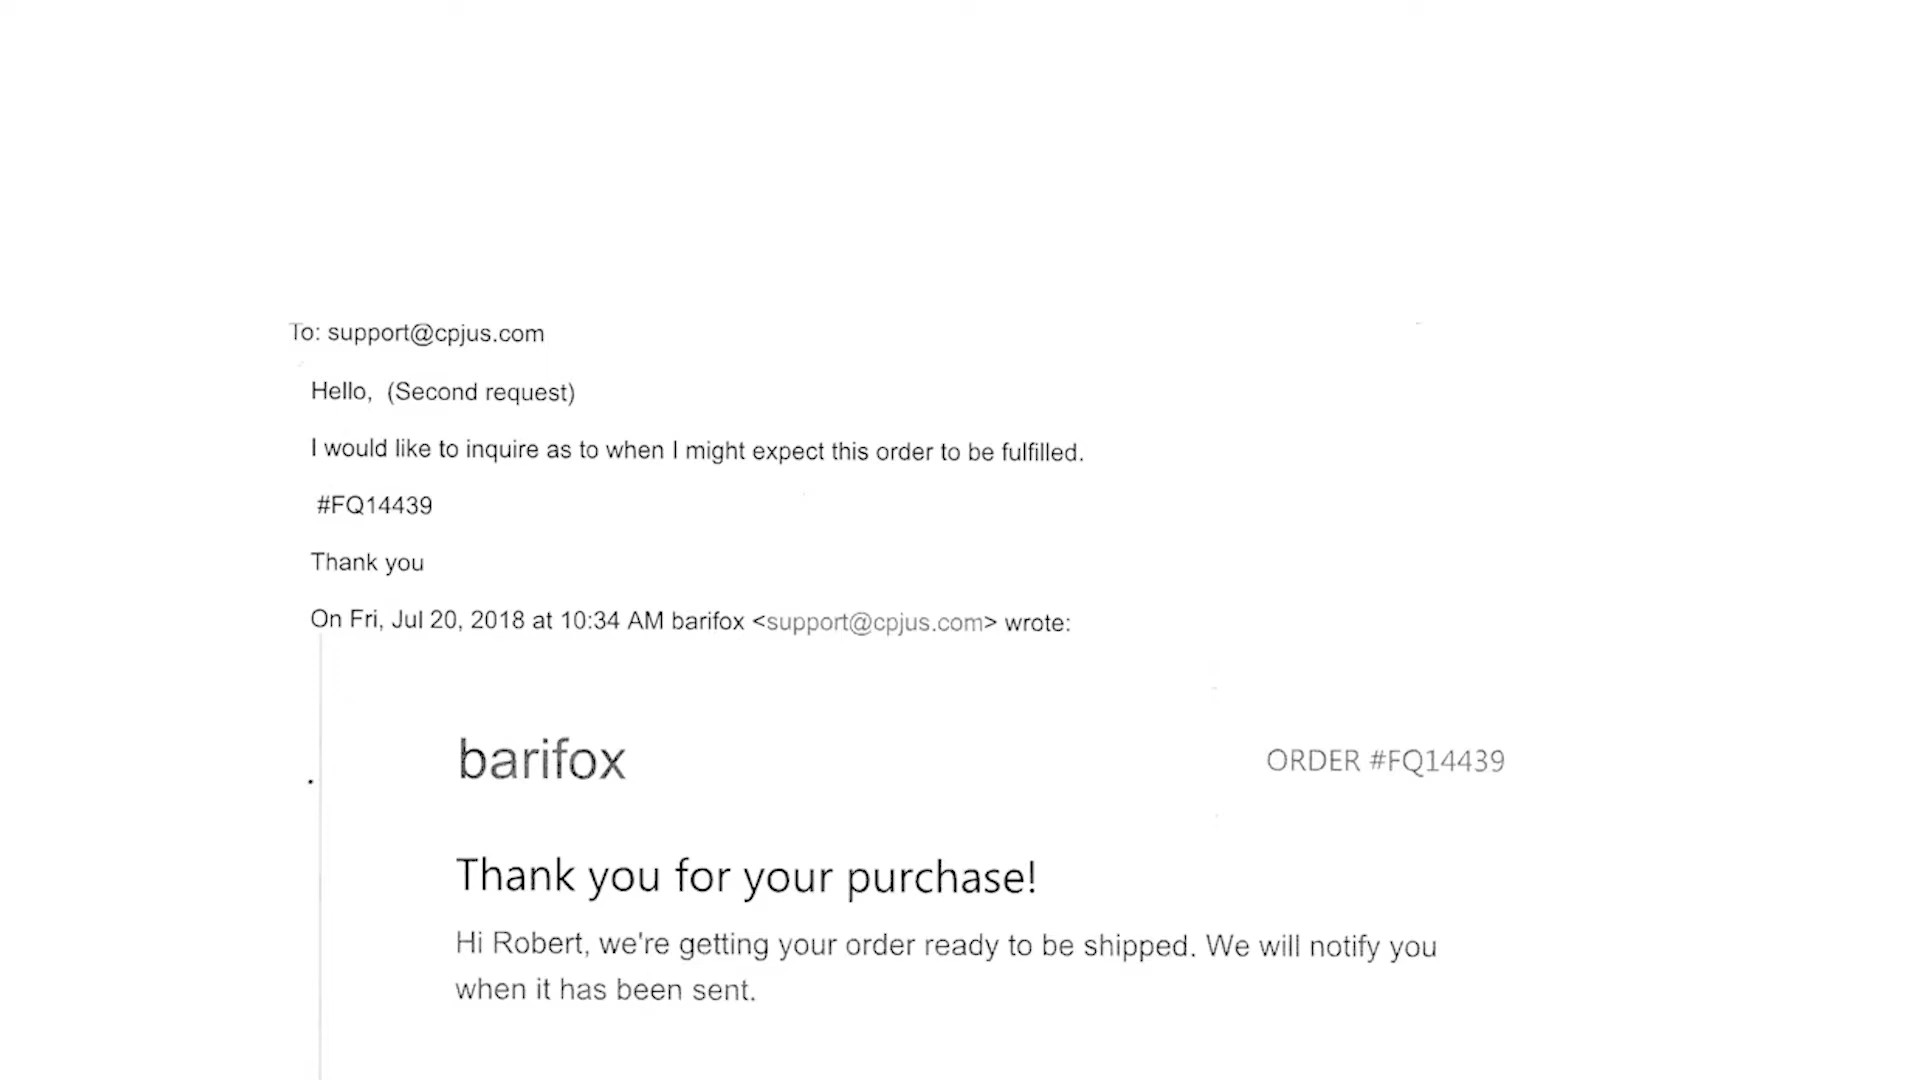 To: support@cpjus.com
Hello,  (Second request)
I would like to inquire as to when I might expect this order to be fulfilled.
#FQ14439
Thank you
On Fri, Jul 20, 2018 at 10:34 AM barifox <support@cpjus.com> wrote:
barifox
ORDER #FQ14439
Thank you for your purchase!
Hi Robert, we're getting your order ready to be shipped. We will notify you
when it has been sent.